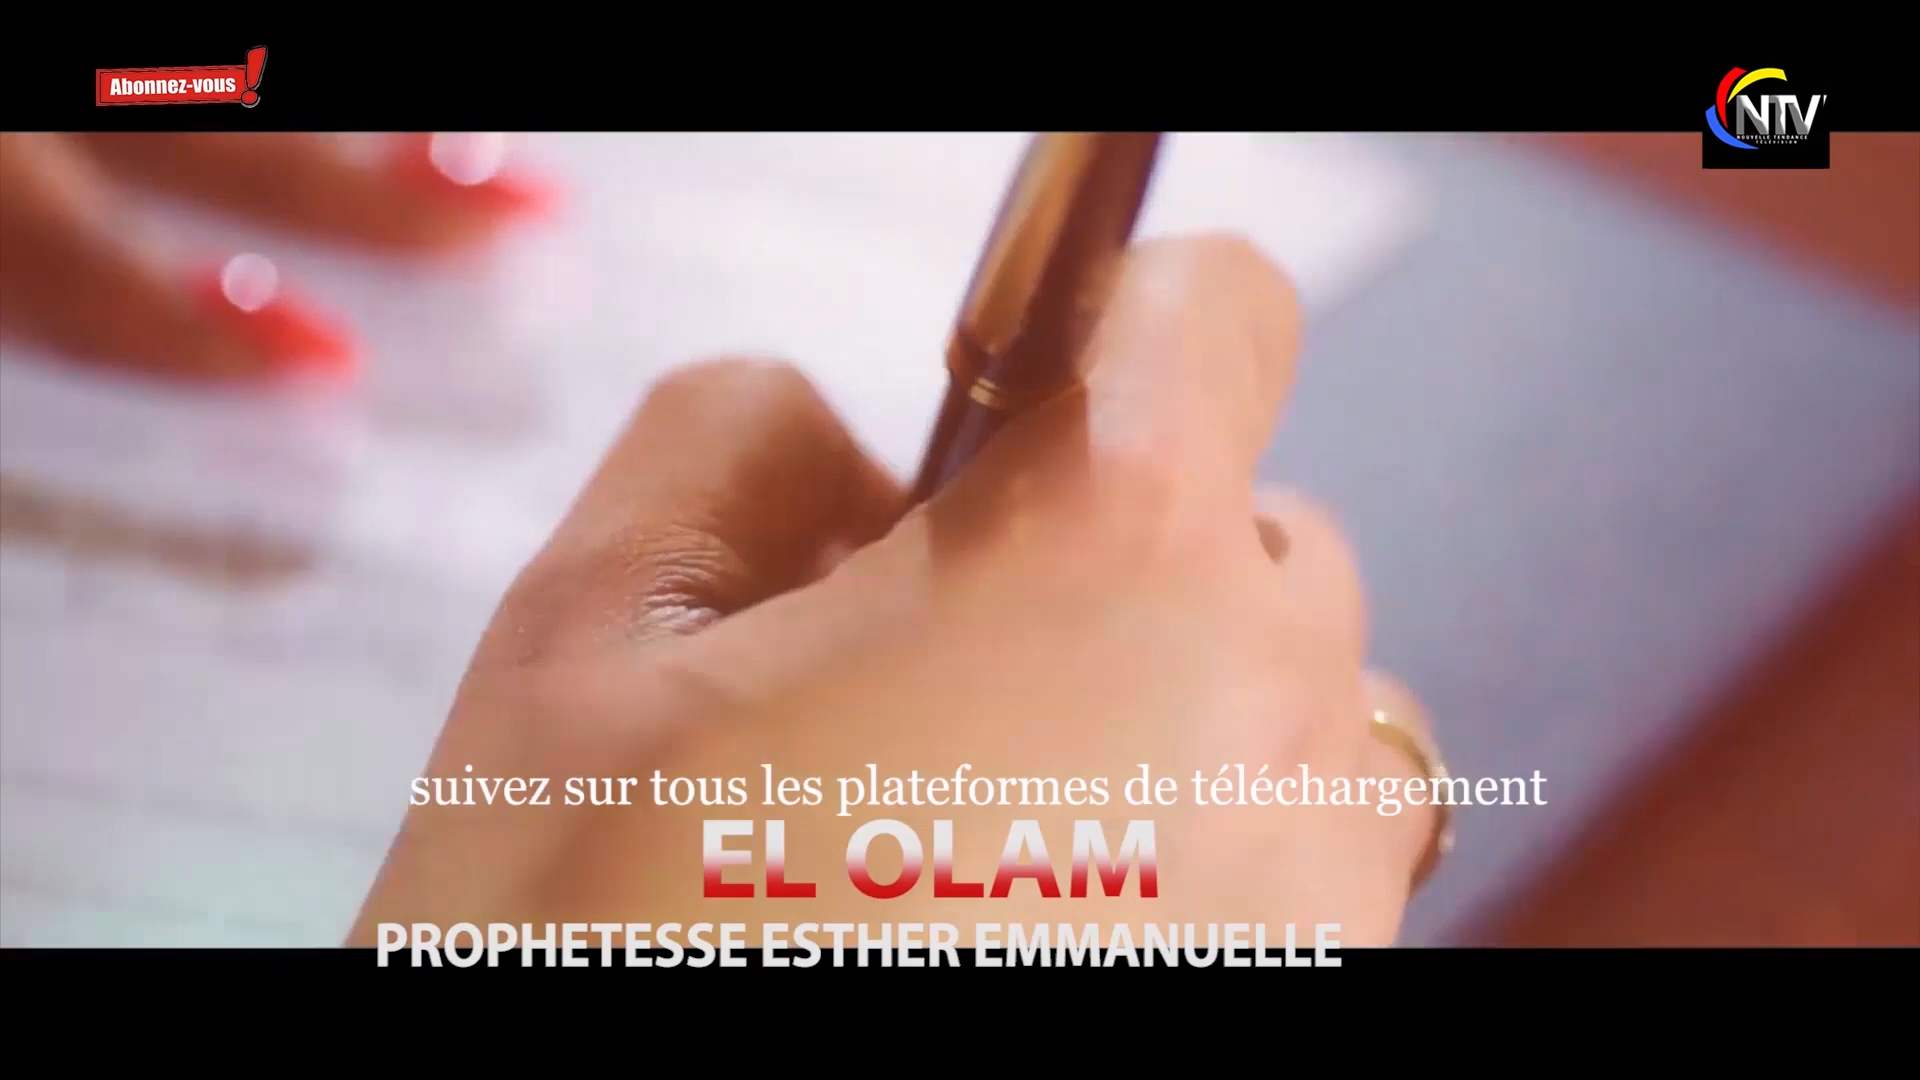 Abonnez-vous!
NTV
NOUVELLE TENDANCE
TELEVISION
suivez sur tous les plateformes de téléchargement
EL OLAM
PROPHETESSE ESTHER EMMANUELLE